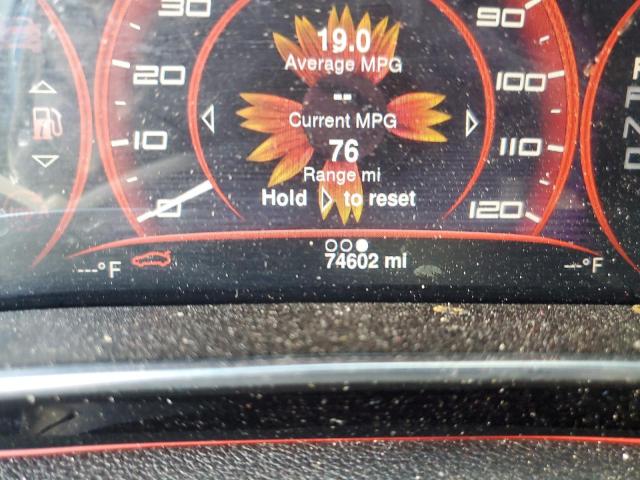 30 19.0 90
Average MPG
20 100
--
Current MPG
10 76 110
Range mi
Hold ▷ to reset
0 120
---°F 74602 mi --°F
P
R
N
D